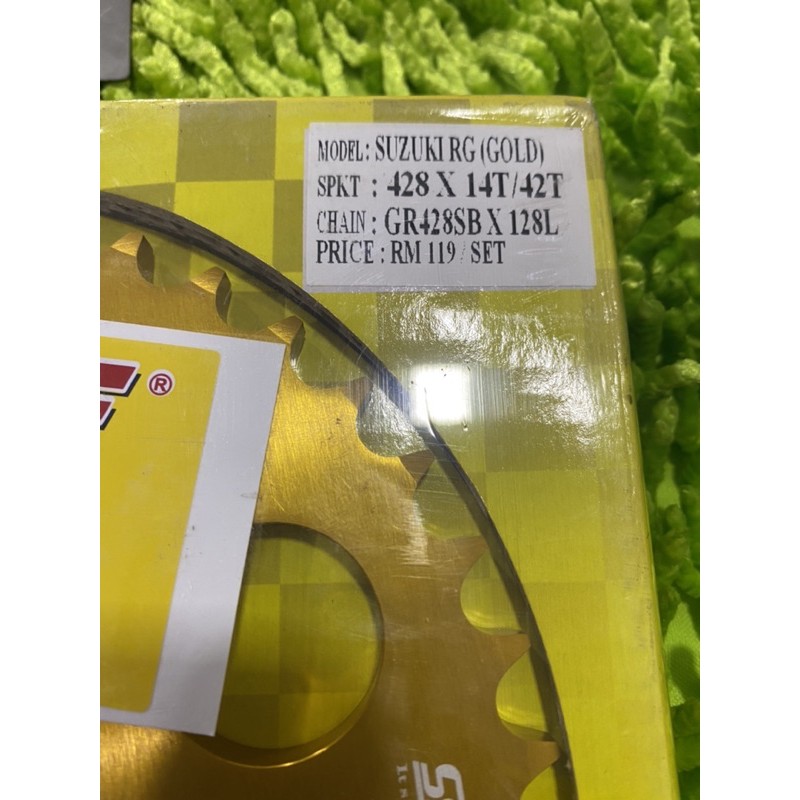 MODEL: SUZUKI RG (GOLD)
SPKT : 428 X 14T/42T
CHAIN : GR428SB X 128L
PRICE : RM 119 / SET
®